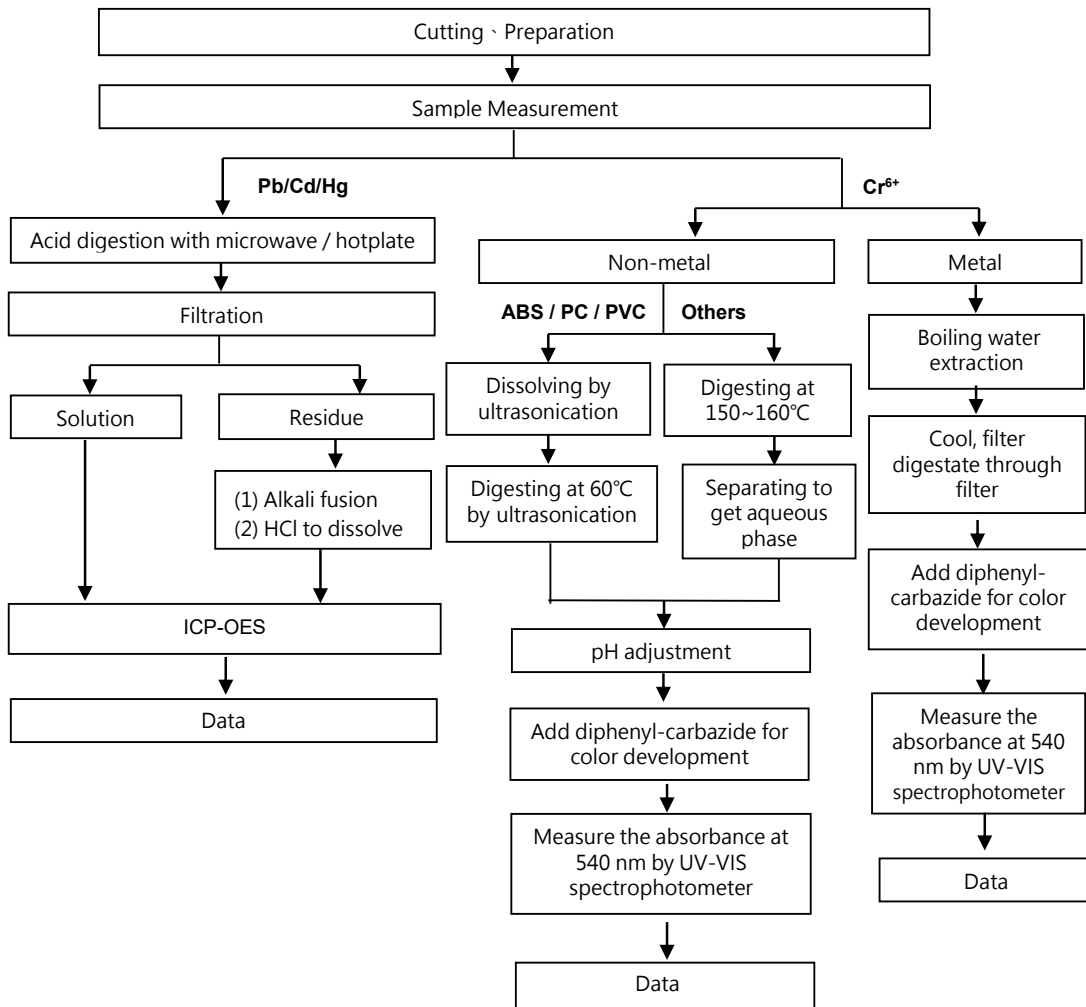 Cutting、Preparation
Sample Measurement
Pb/Cd/Hg
Cr6+
Acid digestion with microwave / hotplate
Non-metal
Metal
Filtration
ABS / PC / PVC
Others
Boiling water
extraction
Solution
Residue
Dissolving by
ultrasonication
Digesting at
150~160℃
Cool, filter
digestate through
filter
(1) Alkali fusion
(2) HCl to dissolve
Digesting at 60℃
by ultrasonication
Separating to
get aqueous
phase
Add diphenyl-
carbazide for color
development
ICP-OES
pH adjustment
Data
Add diphenyl-carbazide for
color development
Measure the
absorbance at 540
nm by UV-VIS
spectrophotometer
Measure the absorbance at
540 nm by UV-VIS
spectrophotometer
Data
Data